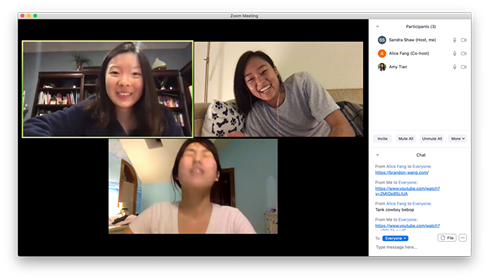 Zoom Meeting
Participants (3)
SS Sandra Shaw (Host, me)
A Alice Fang (Co-host)
Amy Tian
Invite Mute All Unmute All More
Chat
From Alice Fang to Everyone:
https://brandon-wang.com/
From Me to Everyone:
https://www.youtube.com/watch?
From Alice Fang to Everyone:
Tank cowboy bebop
From Me to Everyone:
https://www.youtube.com/watch?
To: Everyone File
Type message here...